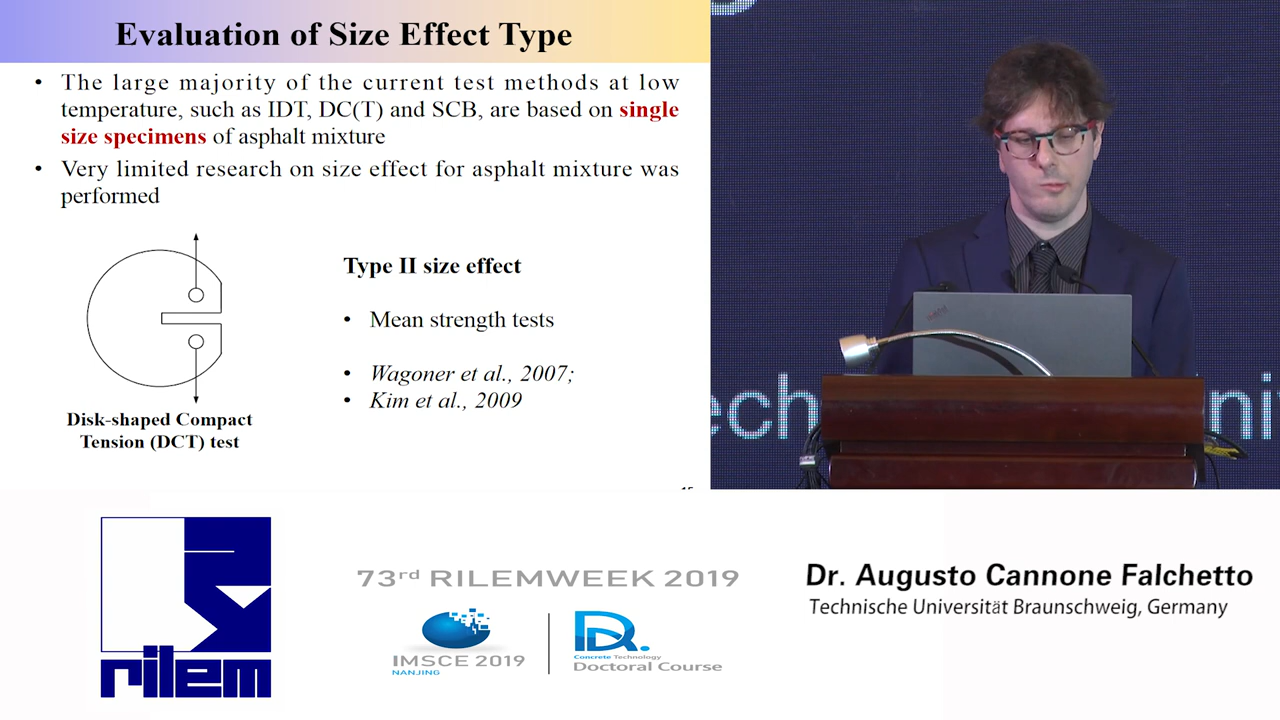 Evaluation of Size Effect Type
• The large majority of the current test methods at low
temperature, such as IDT, DC(T) and SCB, are based on single
size specimens of asphalt mixture
• Very limited research on size effect for asphalt mixture was
performed
Type II size effect
• Mean strength tests
• Wagoner et al., 2007;
• Kim et al., 2009
Disk-shaped Compact
Tension (DCT) test
rilem
73rd RILEMWEEK 2019
IMSCE 2019
NANJING
Concrete Technology
Doctoral Course
Dr. Augusto Cannone Falchetto
Technische Universität Braunschweig, Germany